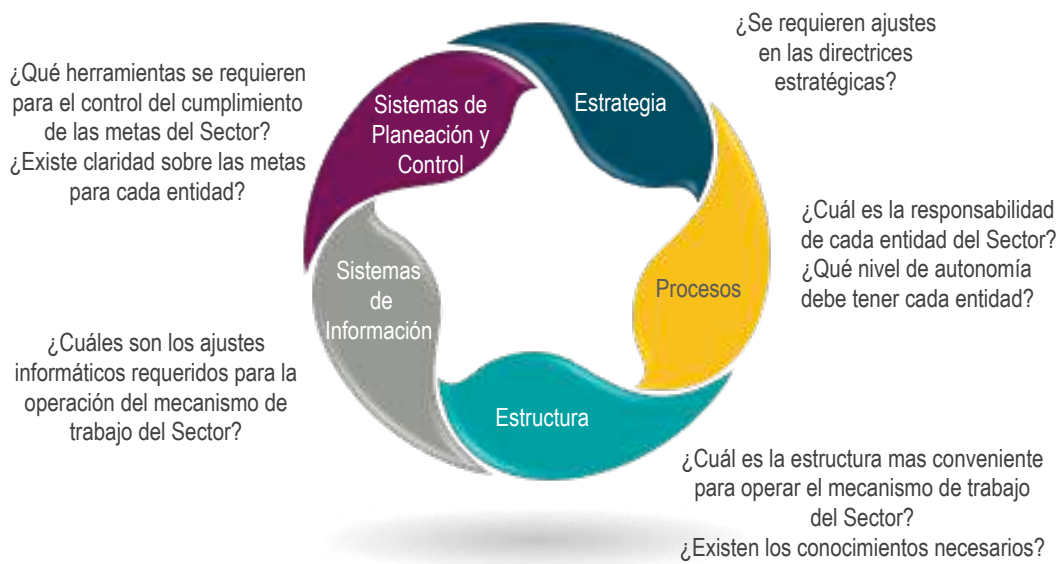 ¿Se requieren ajustes
en las directrices
estratégicas?
¿Qué herramientas se requieren
para el control del cumplimiento
de las metas del Sector?
¿Existe claridad sobre las metas
para cada entidad?
Sistemas de
Planeación y
Control
Estrategia
¿Cuál es la responsabilidad
de cada entidad del Sector?
¿Qué nivel de autonomía
debe tener cada entidad?
Procesos
Sistemas
de
Información
¿Cuáles son los ajustes
informáticos requeridos para la
operación del mecanismo de
trabajo del Sector?
Estructura
¿Cuál es la estructura mas conveniente
para operar el mecanismo de trabajo
del Sector?
¿Existen los conocimientos necesarios?